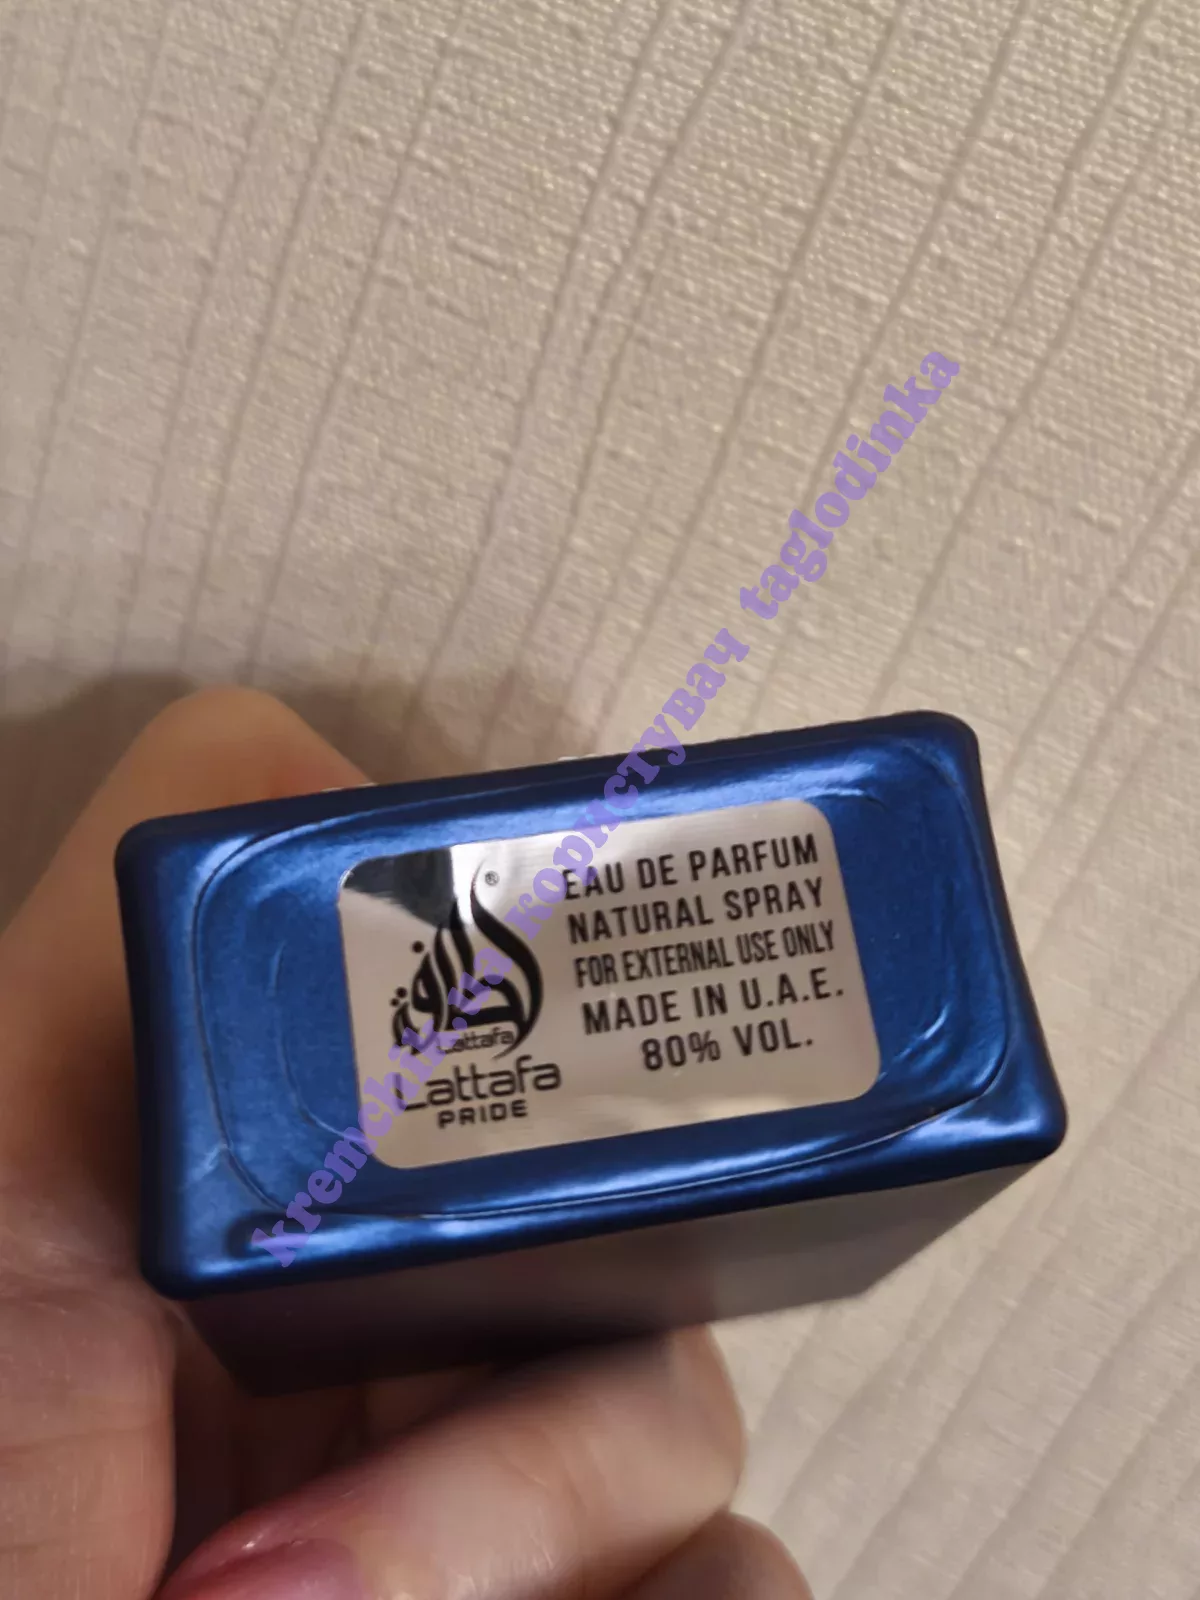 EAU DE PARFUM
NATURAL SPRAY
FOR EXTERNAL USE ONLY
MADE IN U.A.E.
80% VOL.
®
لطافة
Lattafa
Lattafa
PRIDE
kremchik.ua користувач taglodinka